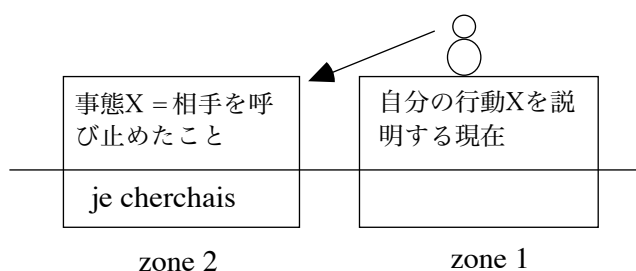 事態X = 相手を呼
び止めたこと
自分の行動Xを説
明する現在
je cherchais
zone 2
zone 1